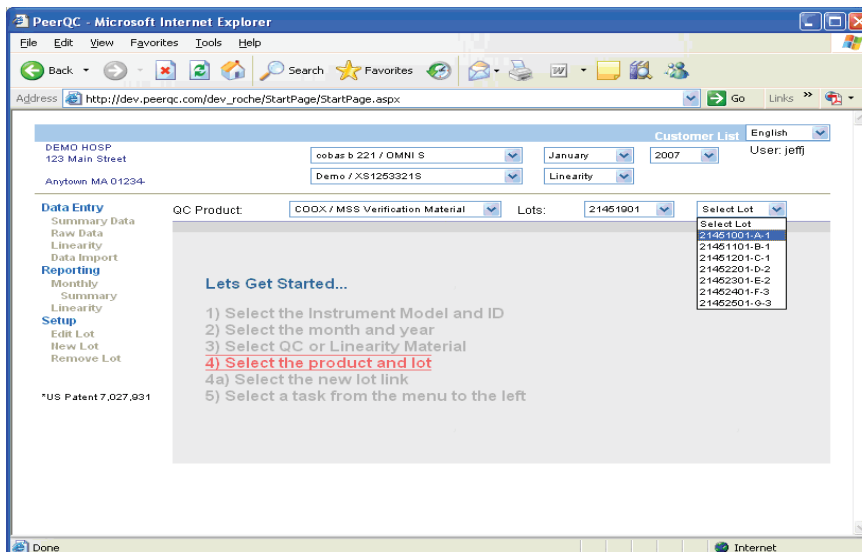 PeerQC - Microsoft Internet Explorer
File Edit View Favorites Tools Help
Back Search Favorites
Address http://dev.peerqc.com/dev_roche/StartPage/StartPage.aspx Go Links »
Customer List English
DEMO HOSP
123 Main Street
Anytown MA 01234-
cobas b 221 / OMNI S January 2007 User: jeffj
Demo / XS1253321S Linearity
QC Product: COOX / MSS Verification Material Lots: 21451901 Select Lot
Select Lot
21451001-A-1
21451101-B-1
21451201-C-1
21452201-D-2
21452301-E-2
21452401-F-3
21452501-G-3
Data Entry
Summary Data
Raw Data
Linearity
Data Import
Reporting
Monthly
Summary
Linearity
Setup
Edit Lot
New Lot
Remove Lot
*US Patent 7,027,931
Lets Get Started...
1) Select the Instrument Model and ID
2) Select the month and year
3) Select QC or Linearity Material
4) Select the product and lot
4a) Select the new lot link
5) Select a task from the menu to the left
Done Internet